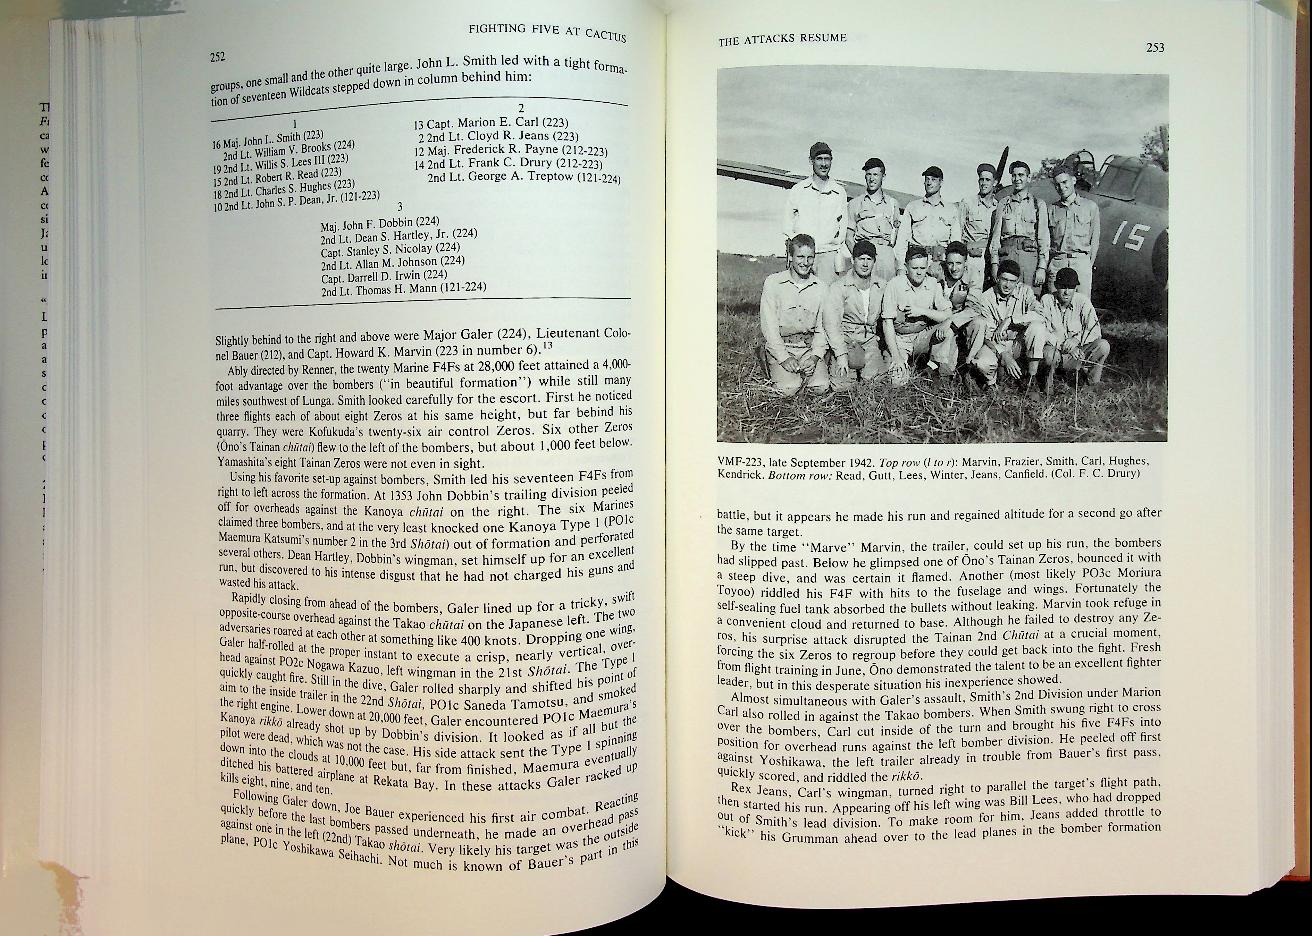 FIGHTING FIVE AT CACTUS
252
groups, one small and the other quite large. John L. Smith led with a tight forma-
tion of seventeen Wildcats stepped down in column behind him:
1
16 Maj. John L. Smith (223)
2nd Lt. William V. Brooks (224)
19 2nd Lt. Willis S. Lees III (223)
15 2nd Lt. Robert R. Read (223)
18 2nd Lt. Charles S. Hughes (223)
10 2nd Lt. John S. P. Dean, Jr. (121-223)
2
13 Capt. Marion E. Carl (223)
2 2nd Lt. Cloyd R. Jeans (223)
12 Maj. Frederick R. Payne (212-223)
14 2nd Lt. Frank C. Drury (212-223)
2nd Lt. George A. Treptow (121-224)
3
Maj. John F. Dobbin (224)
2nd Lt. Dean S. Hartley, Jr. (224)
Capt. Stanley S. Nicolay (224)
2nd Lt. Allan M. Johnson (224)
Capt. Darrell D. Irwin (224)
2nd Lt. Thomas H. Mann (121-224)
Slightly behind to the right and above were Major Galer (224), Lieutenant Colo-
nel Bauer (212), and Capt. Howard K. Marvin (223 in number 6).13
Ably directed by Renner, the twenty Marine F4Fs at 28,000 feet attained a 4,000-
foot advantage over the bombers ("in beautiful formation") while still many
miles southwest of Lunga. Smith looked carefully for the escort. First he noticed
three flights each of about eight Zeros at his same height, but far behind his
quarry. They were Kofukuda's twenty-six air control Zeros. Six other Zeros
(Ōno's Tainan chūtai) flew to the left of the bombers, but about 1,000 feet below.
Yamashita's eight Tainan Zeros were not even in sight.
Using his favorite set-up against bombers, Smith led his seventeen F4Fs from
right to left across the formation. At 1353 John Dobbin's trailing division peeled
off for overheads against the Kanoya chūtai on the right. The six Marines
claimed three bombers, and at the very least knocked one Kanoya Type 1 (PO1c
Maemura Katsumi's number 2 in the 3rd Shōtai) out of formation and perforated
several others. Dean Hartley, Dobbin's wingman, set himself up for an excellent
run, but discovered to his intense disgust that he had not charged his guns and
wasted his attack.
Rapidly closing from ahead of the bombers, Galer lined up for a tricky, swift
opposite-course overhead against the Takao chūtai on the Japanese left. The two
adversaries roared at each other at something like 400 knots. Dropping one wing,
Galer half-rolled at the proper instant to execute a crisp, nearly vertical, over-
head against PO2c Nogawa Kazuo, left wingman in the 21st Shōtai. The Type 1
quickly caught fire. Still in the dive, Galer rolled sharply and shifted his point of
aim to the inside trailer in the 22nd Shōtai, PO1c Saneda Tamotsu, and smoked
the right engine. Lower down at 20,000 feet, Galer encountered PO1c Maemura's
Kanoya rikkō already shot up by Dobbin's division. It looked as if all but the
pilot were dead, which was not the case. His side attack sent the Type 1 spinning
down into the clouds at 10,000 feet but, far from finished, Maemura eventually
ditched his battered airplane at Rekata Bay. In these attacks Galer racked up
kills eight, nine, and ten.
Following Galer down, Joe Bauer experienced his first air combat. Reacting
quickly before the last bombers passed underneath, he made an overhead pass
against one in the left (22nd) Takao shōtai. Very likely his target was the outside
plane, PO1c Yoshikawa Seihachi. Not much is known of Bauer's part in this
THE ATTACKS RESUME
253
15
VMF-223, late September 1942. Top row (l to r): Marvin, Frazier, Smith, Carl, Hughes,
Kendrick. Bottom row: Read, Gutt, Lees, Winter, Jeans, Canfield. (Col. F. C. Drury)
battle, but it appears he made his run and regained altitude for a second go after
the same target.
By the time "Marve" Marvin, the trailer, could set up his run, the bombers
had slipped past. Below he glimpsed one of Ōno's Tainan Zeros, bounced it with
a steep dive, and was certain it flamed. Another (most likely PO3c Moriura
Toyoo) riddled his F4F with hits to the fuselage and wings. Fortunately the
self-sealing fuel tank absorbed the bullets without leaking. Marvin took refuge in
a convenient cloud and returned to base. Although he failed to destroy any Ze-
ros, his surprise attack disrupted the Tainan 2nd Chūtai at a crucial moment,
forcing the six Zeros to regroup before they could get back into the fight. Fresh
from flight training in June, Ōno demonstrated the talent to be an excellent fighter
leader, but in this desperate situation his inexperience showed.
Almost simultaneous with Galer's assault, Smith's 2nd Division under Marion
Carl also rolled in against the Takao bombers. When Smith swung right to cross
over the bombers, Carl cut inside of the turn and brought his five F4Fs into
position for overhead runs against the left bomber division. He peeled off first
against Yoshikawa, the left trailer already in trouble from Bauer's first pass,
quickly scored, and riddled the rikkō.
Rex Jeans, Carl's wingman, turned right to parallel the target's flight path,
then started his run. Appearing off his left wing was Bill Lees, who had dropped
out of Smith's lead division. To make room for him, Jeans added throttle to
"kick" his Grumman ahead over to the lead planes in the bomber formation